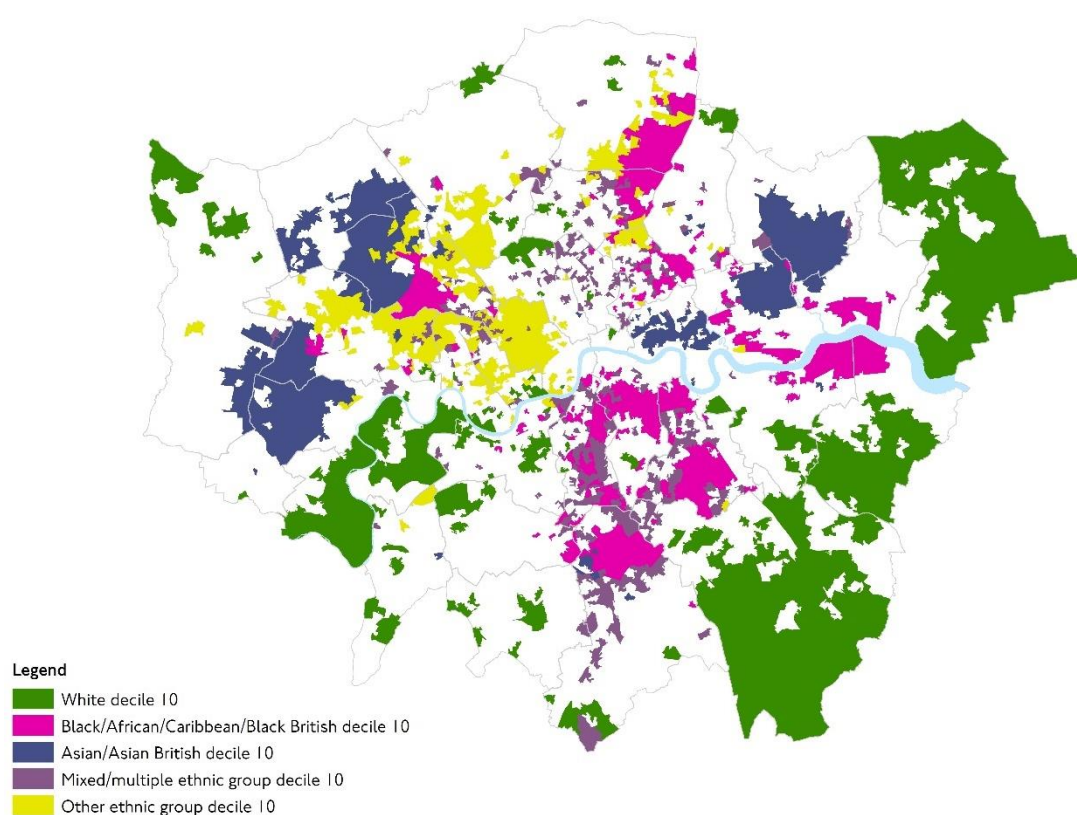 Legend
White decile 10
Black/African/Caribbean/Black British decile 10
Asian/Asian British decile 10
Mixed/multiple ethnic group decile 10
Other ethnic group decile 10